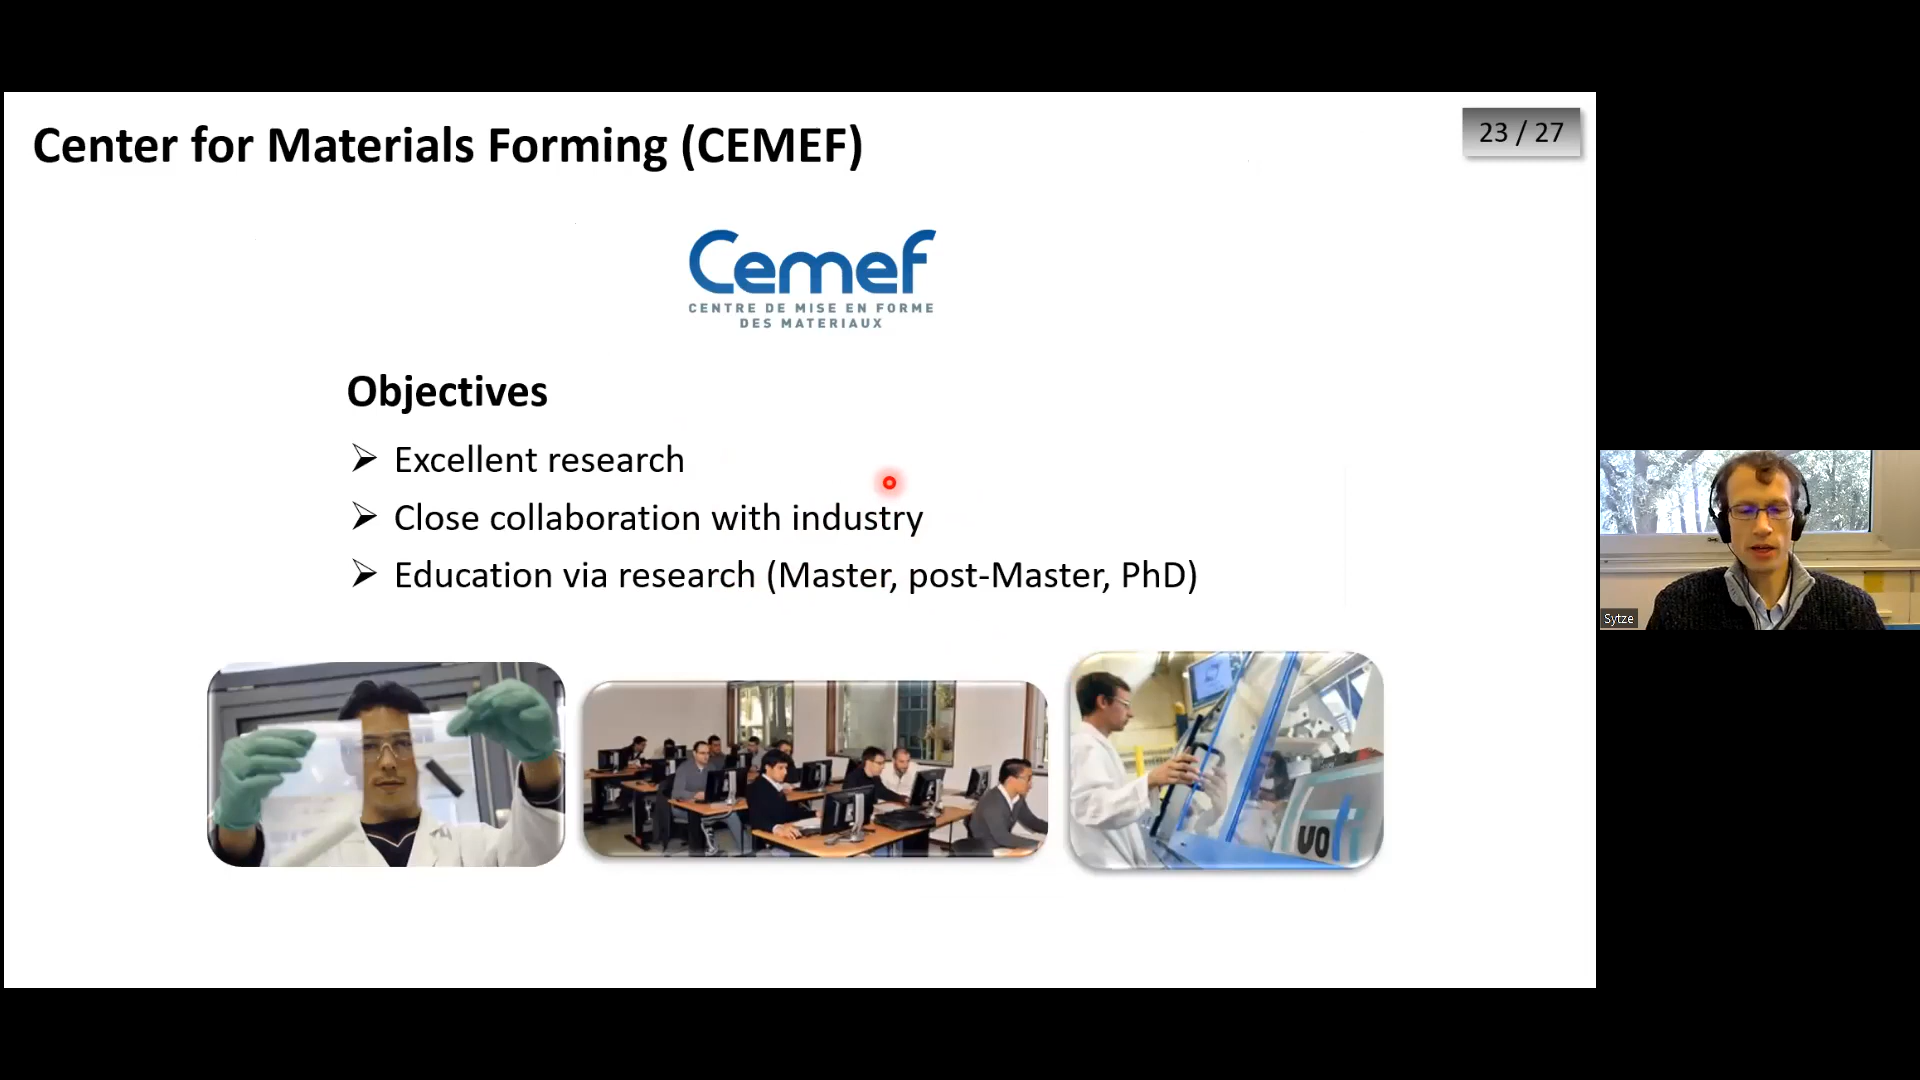 Center for Materials Forming (CEMEF)
23 / 27
Cemef
CENTRE DE MISE EN FORME
DES MATERIAUX
Objectives
Excellent research
Close collaboration with industry
Education via research (Master, post-Master, PhD)
Sytze